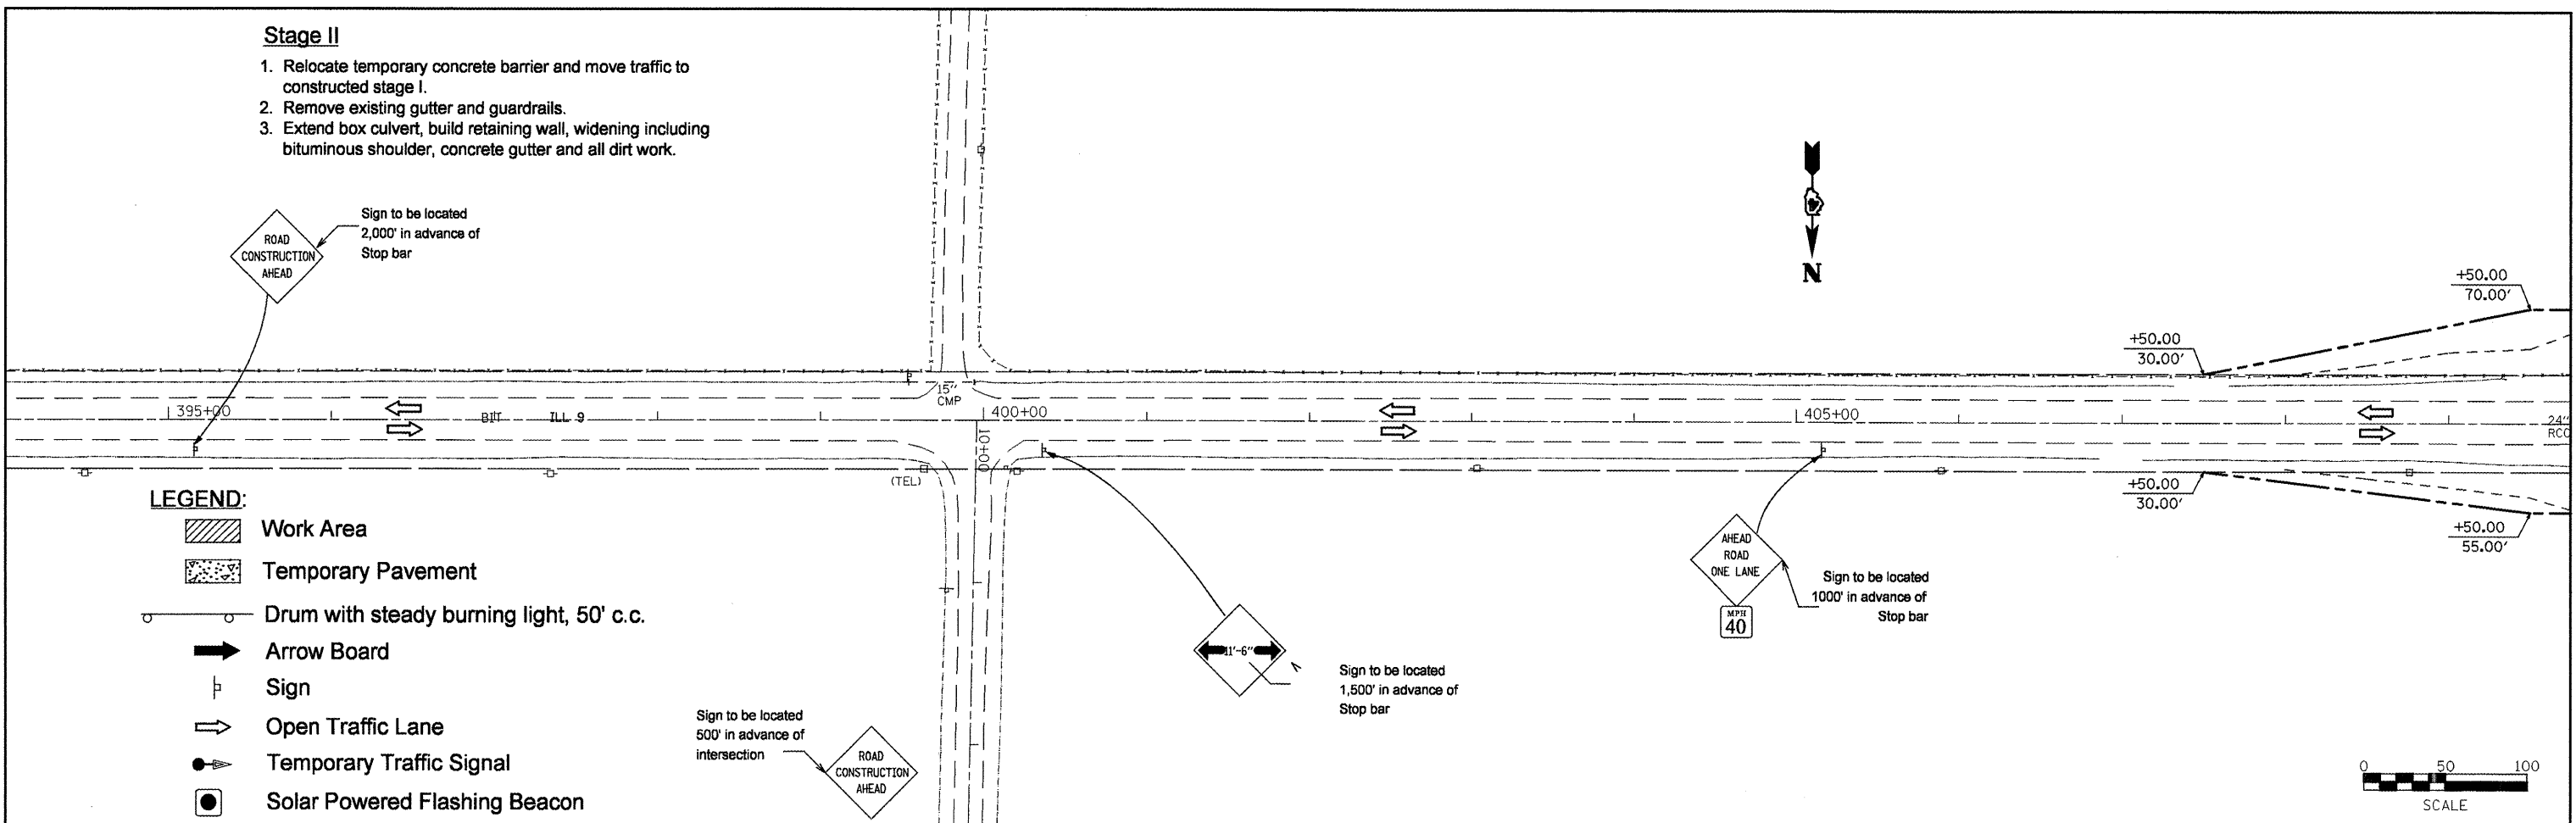 Stage II
1. Relocate temporary concrete barrier and move traffic to
constructed stage I.
2. Remove existing gutter and guardrails.
3. Extend box culvert, build retaining wall, widening including
bituminous shoulder, concrete gutter and all dirt work.
ROAD
CONSTRUCTION
AHEAD
Sign to be located
2,000' in advance of
Stop bar
N
+50.00
70.00'
+50.00
30.00'
15"
CMP
395+00
BIT ILL 9
400+00
405+00
24"
RCC
10+00
(TEL)
+50.00
30.00'
+50.00
55.00'
LEGEND:
Work Area
Temporary Pavement
Drum with steady burning light, 50' c.c.
Arrow Board
Sign
Open Traffic Lane
Temporary Traffic Signal
Solar Powered Flashing Beacon
AHEAD
ROAD
ONE LANE
MPH
40
Sign to be located
1000' in advance of
Stop bar
11'-6"
Sign to be located
1,500' in advance of
Stop bar
Sign to be located
500' in advance of
intersection
ROAD
CONSTRUCTION
AHEAD
0 50 100
SCALE